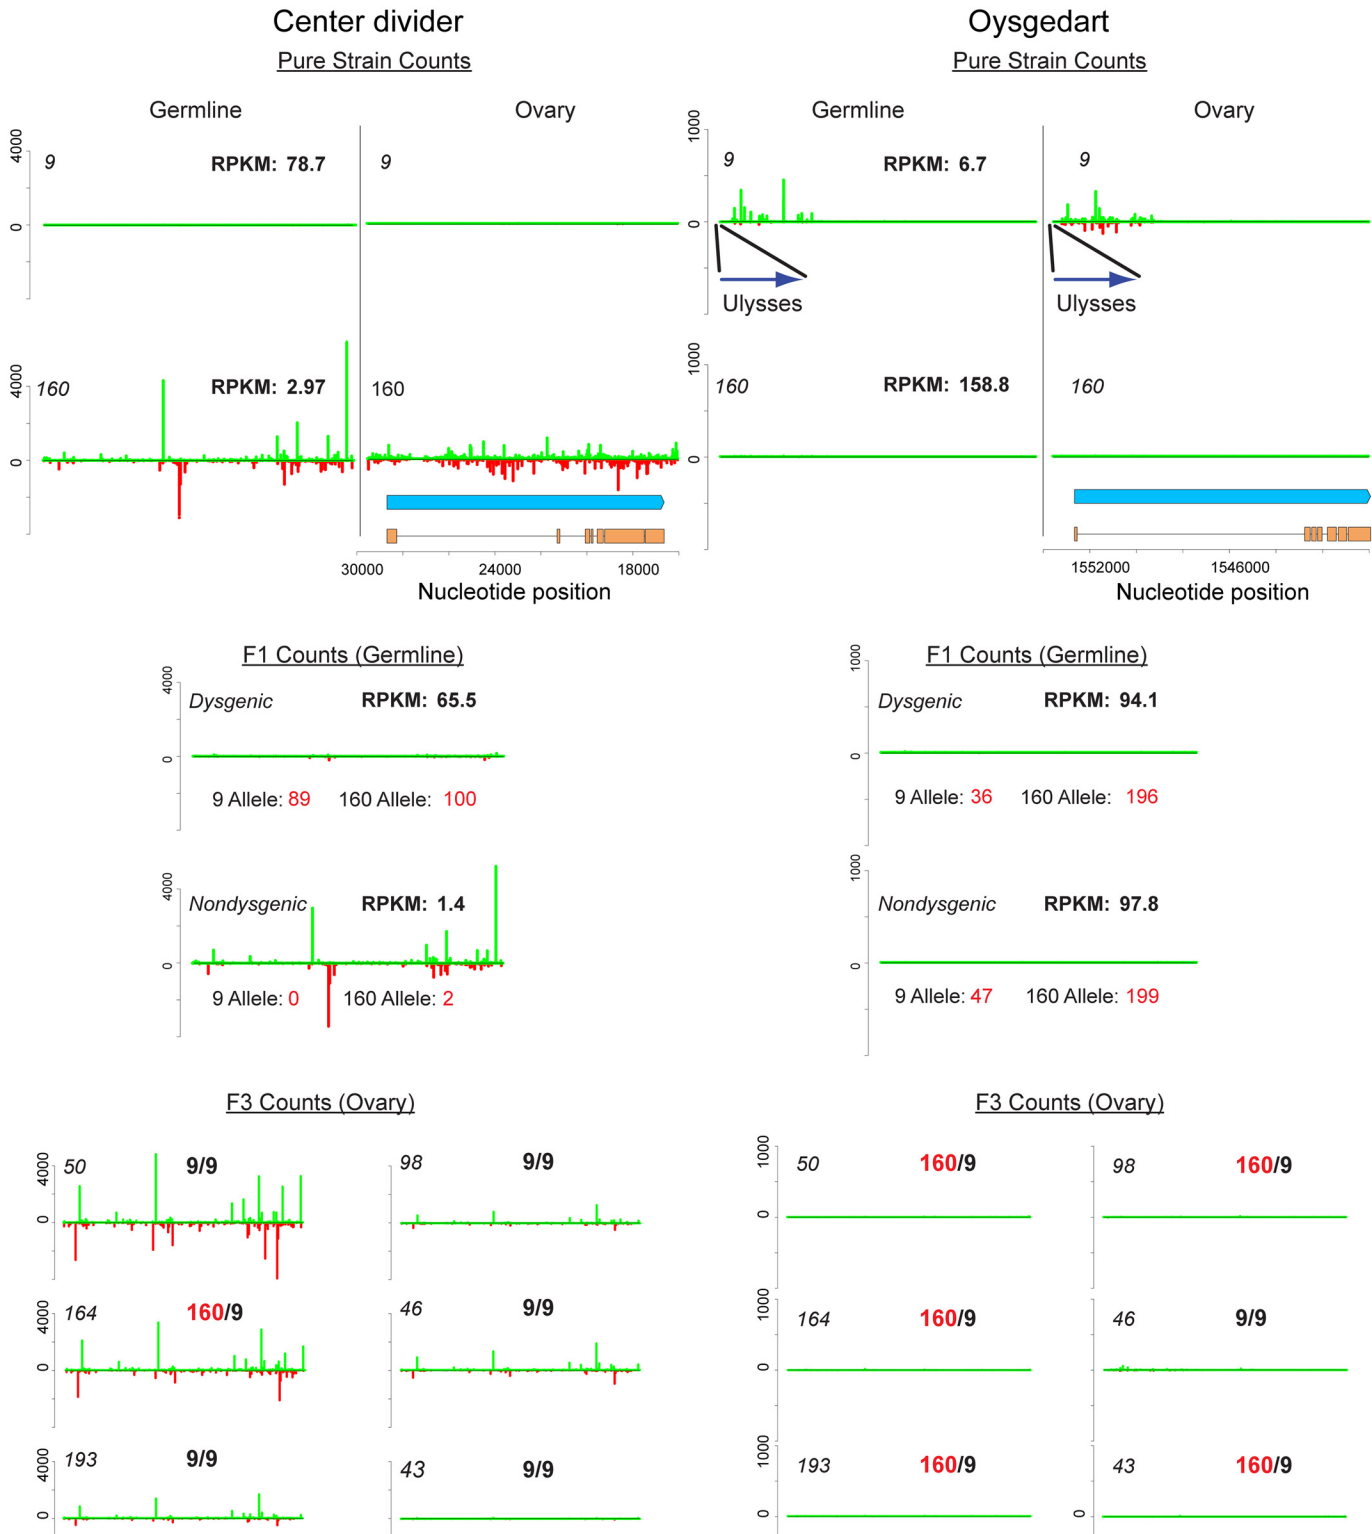 Center divider
Pure Strain Counts
Germline
Ovary
4000
0
9
RPKM: 78.7
9
4000
0
160
RPKM: 2.97
160
30000
24000
18000
Nucleotide position
Oysgedart
Pure Strain Counts
Germline
Ovary
1000
0
9
RPKM: 6.7
9
Ulysses
Ulysses
1000
0
160
RPKM: 158.8
160
1552000
1546000
Nucleotide position
F1 Counts (Germline)
4000
0
Dysgenic
RPKM: 65.5
9 Allele: 89
160 Allele: 100
4000
0
Nondysgenic
RPKM: 1.4
9 Allele: 0
160 Allele: 2
F1 Counts (Germline)
1000
0
Dysgenic
RPKM: 94.1
9 Allele: 36
160 Allele: 196
1000
0
Nondysgenic
RPKM: 97.8
9 Allele: 47
160 Allele: 199
F3 Counts (Ovary)
4000
0
50
9/9
98
9/9
4000
0
164
160/9
46
9/9
4000
0
193
9/9
43
9/9
F3 Counts (Ovary)
1000
0
50
160/9
98
160/9
1000
0
164
160/9
46
9/9
1000
0
193
160/9
0
43
160/9